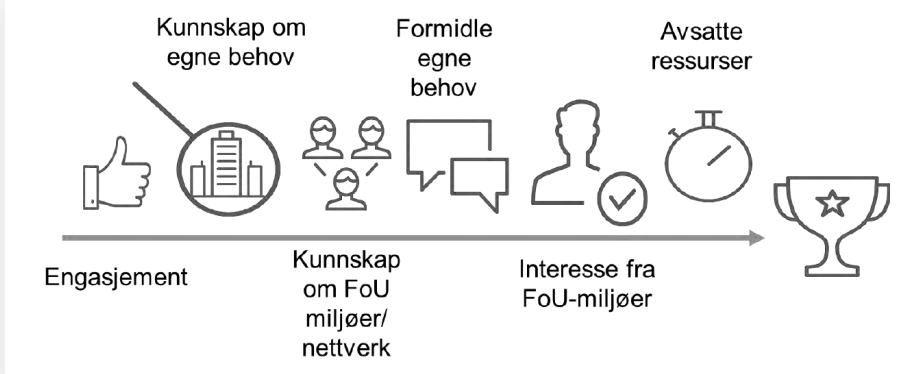 Kunnskap om
egne behov
Formidle
egne
behov
Avsatte
ressurser
Engasjement
Kunnskap
om FoU
miljøer/
nettverk
Interesse fra
FoU-miljøer